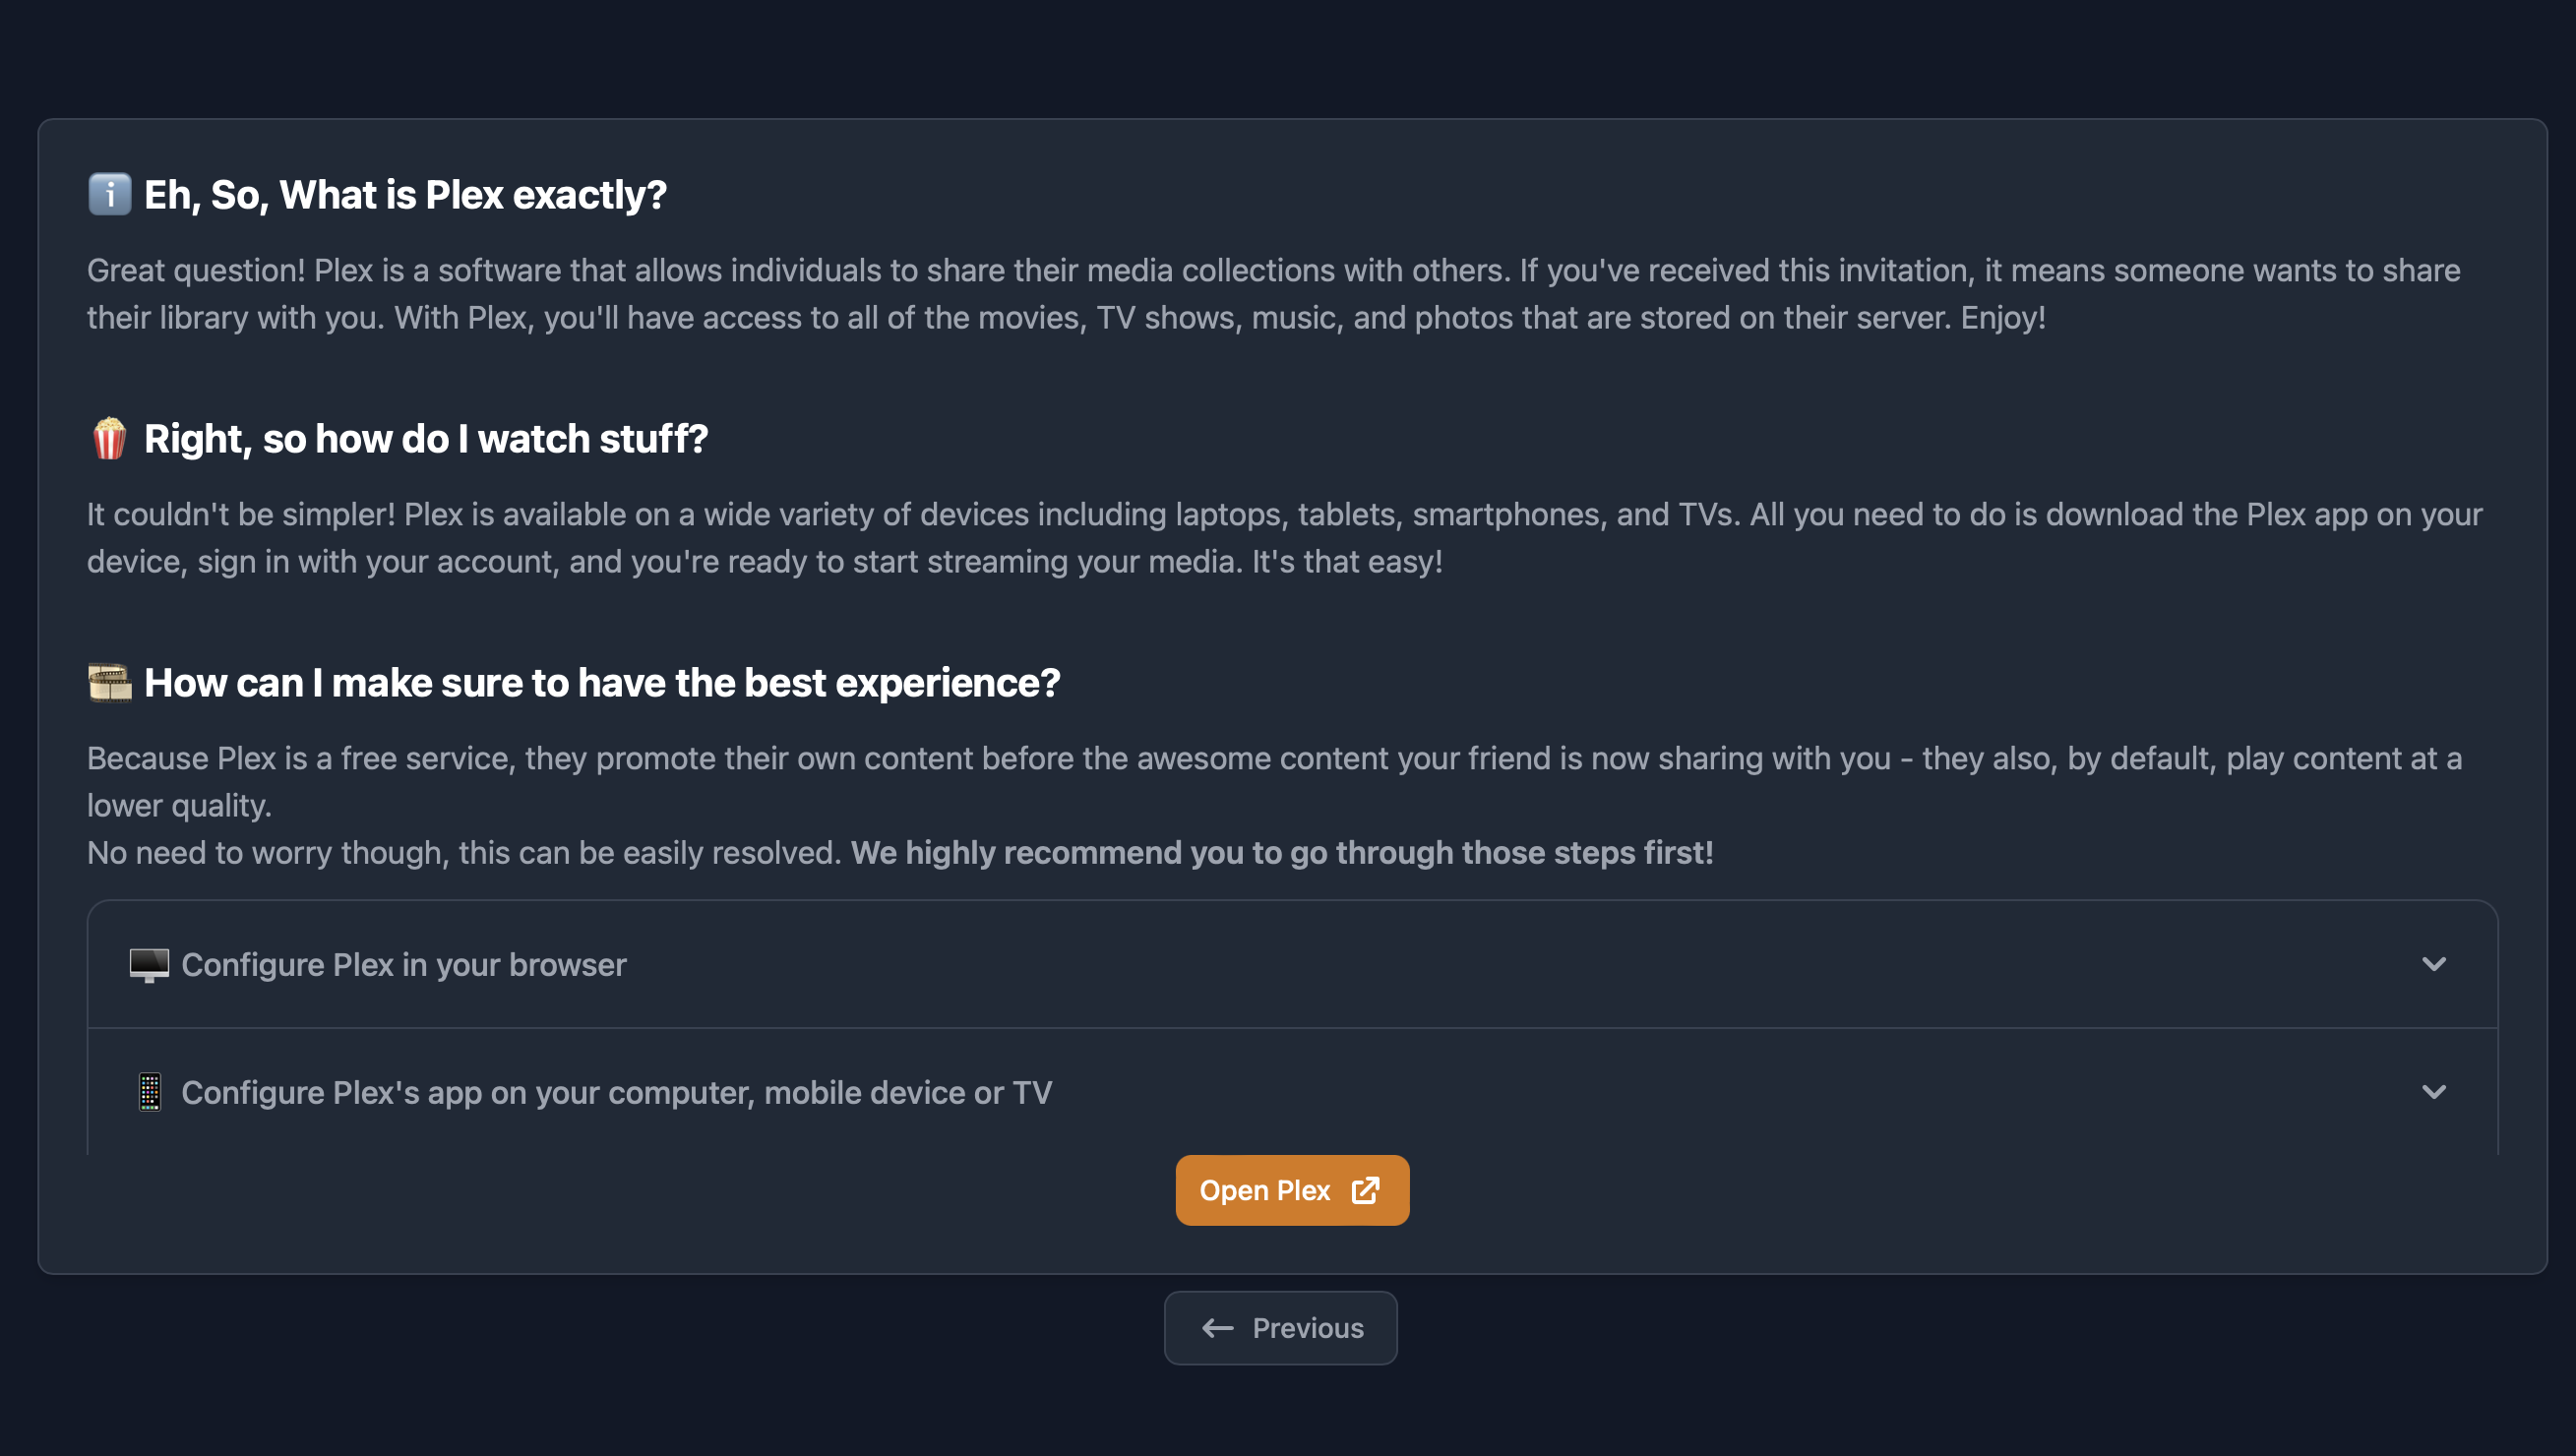 Eh, So, What is Plex exactly?
Great question! Plex is a software that allows individuals to share their media collections with others. If you've received this invitation, it means someone wants to share
their library with you. With Plex, you'll have access to all of the movies, TV shows, music, and photos that are stored on their server. Enjoy!
Right, so how do I watch stuff?
It couldn't be simpler! Plex is available on a wide variety of devices including laptops, tablets, smartphones, and TVs. All you need to do is download the Plex app on your
device, sign in with your account, and you're ready to start streaming your media. It's that easy!
How can I make sure to have the best experience?
Because Plex is a free service, they promote their own content before the awesome content your friend is now sharing with you - they also, by default, play content at a
lower quality.
No need to worry though, this can be easily resolved. We highly recommend you to go through those steps first!
Configure Plex in your browser
Configure Plex's app on your computer, mobile device or TV
Open Plex
Previous